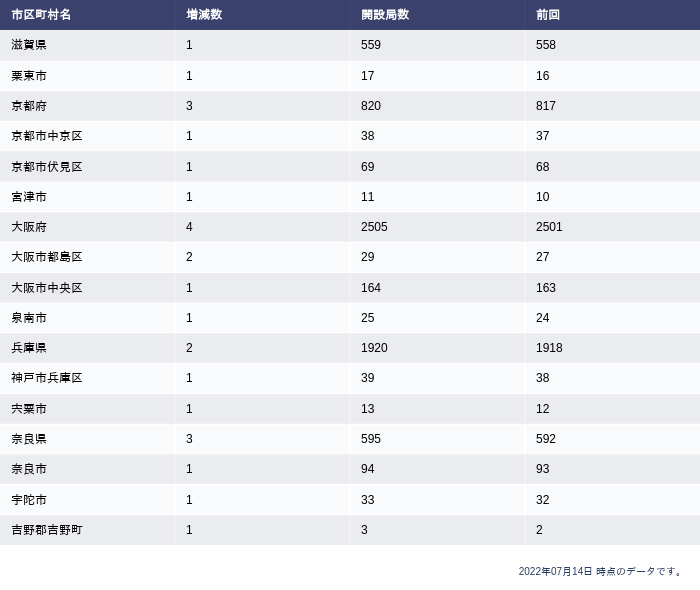 市区町村名 増減数 開設局数 前回
滋賀県 1 559 558
栗東市 1 17 16
京都府 3 820 817
京都市中京区 1 38 37
京都市伏見区 1 69 68
宮津市 1 11 10
大阪府 4 2505 2501
大阪市都島区 2 29 27
大阪市中央区 1 164 163
泉南市 1 25 24
兵庫県 2 1920 1918
神戸市兵庫区 1 39 38
宍粟市 1 13 12
奈良県 3 595 592
奈良市 1 94 93
宇陀市 1 33 32
吉野郡吉野町 1 3 2
2022年07月14日 時点のデータです。